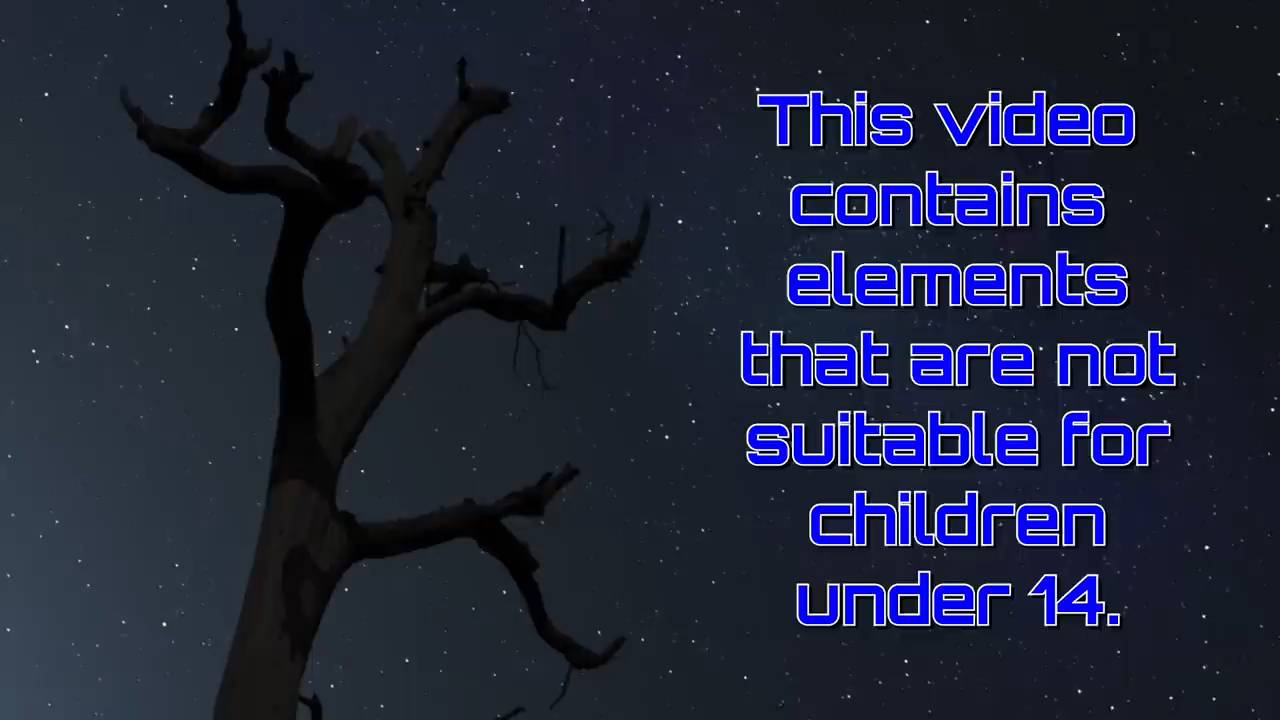 This video
contains
elements
that are not
suitable for
children
under 14.